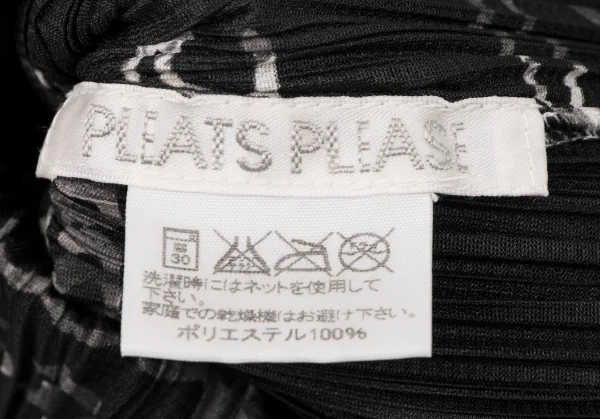 PLEATS PLEASE
弱
30
洗濯時にはネットを使用して
下さい。
家庭での乾燥機はお避け下さい。
ポリエステル100%